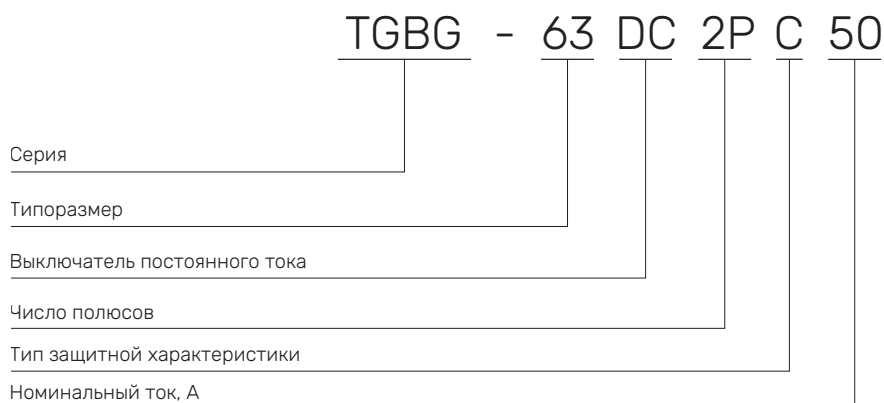 TGBG - 63 DC 2P C 50
Серия
Типоразмер
Выключатель постоянного тока
Число полюсов
Тип защитной характеристики
Номинальный ток, А